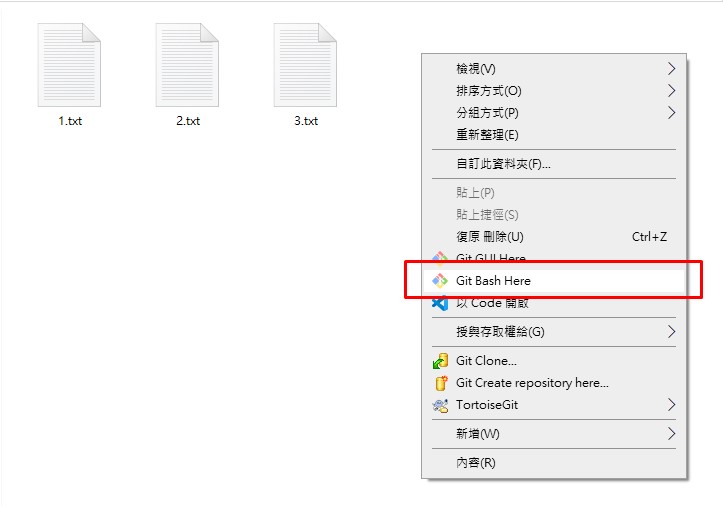 1.txt
2.txt
3.txt
檢視(V)
排序方式(O)
分組方式(P)
重新整理(E)
自訂此資料夾(F)...
貼上(P)
貼上捷徑(S)
復原 刪除(U) Ctrl+Z
Git GUI Here
Git Bash Here
以 Code 開啟
授與存取權給(G)
Git Clone...
Git Create repository here...
TortoiseGit
新增(W)
內容(R)